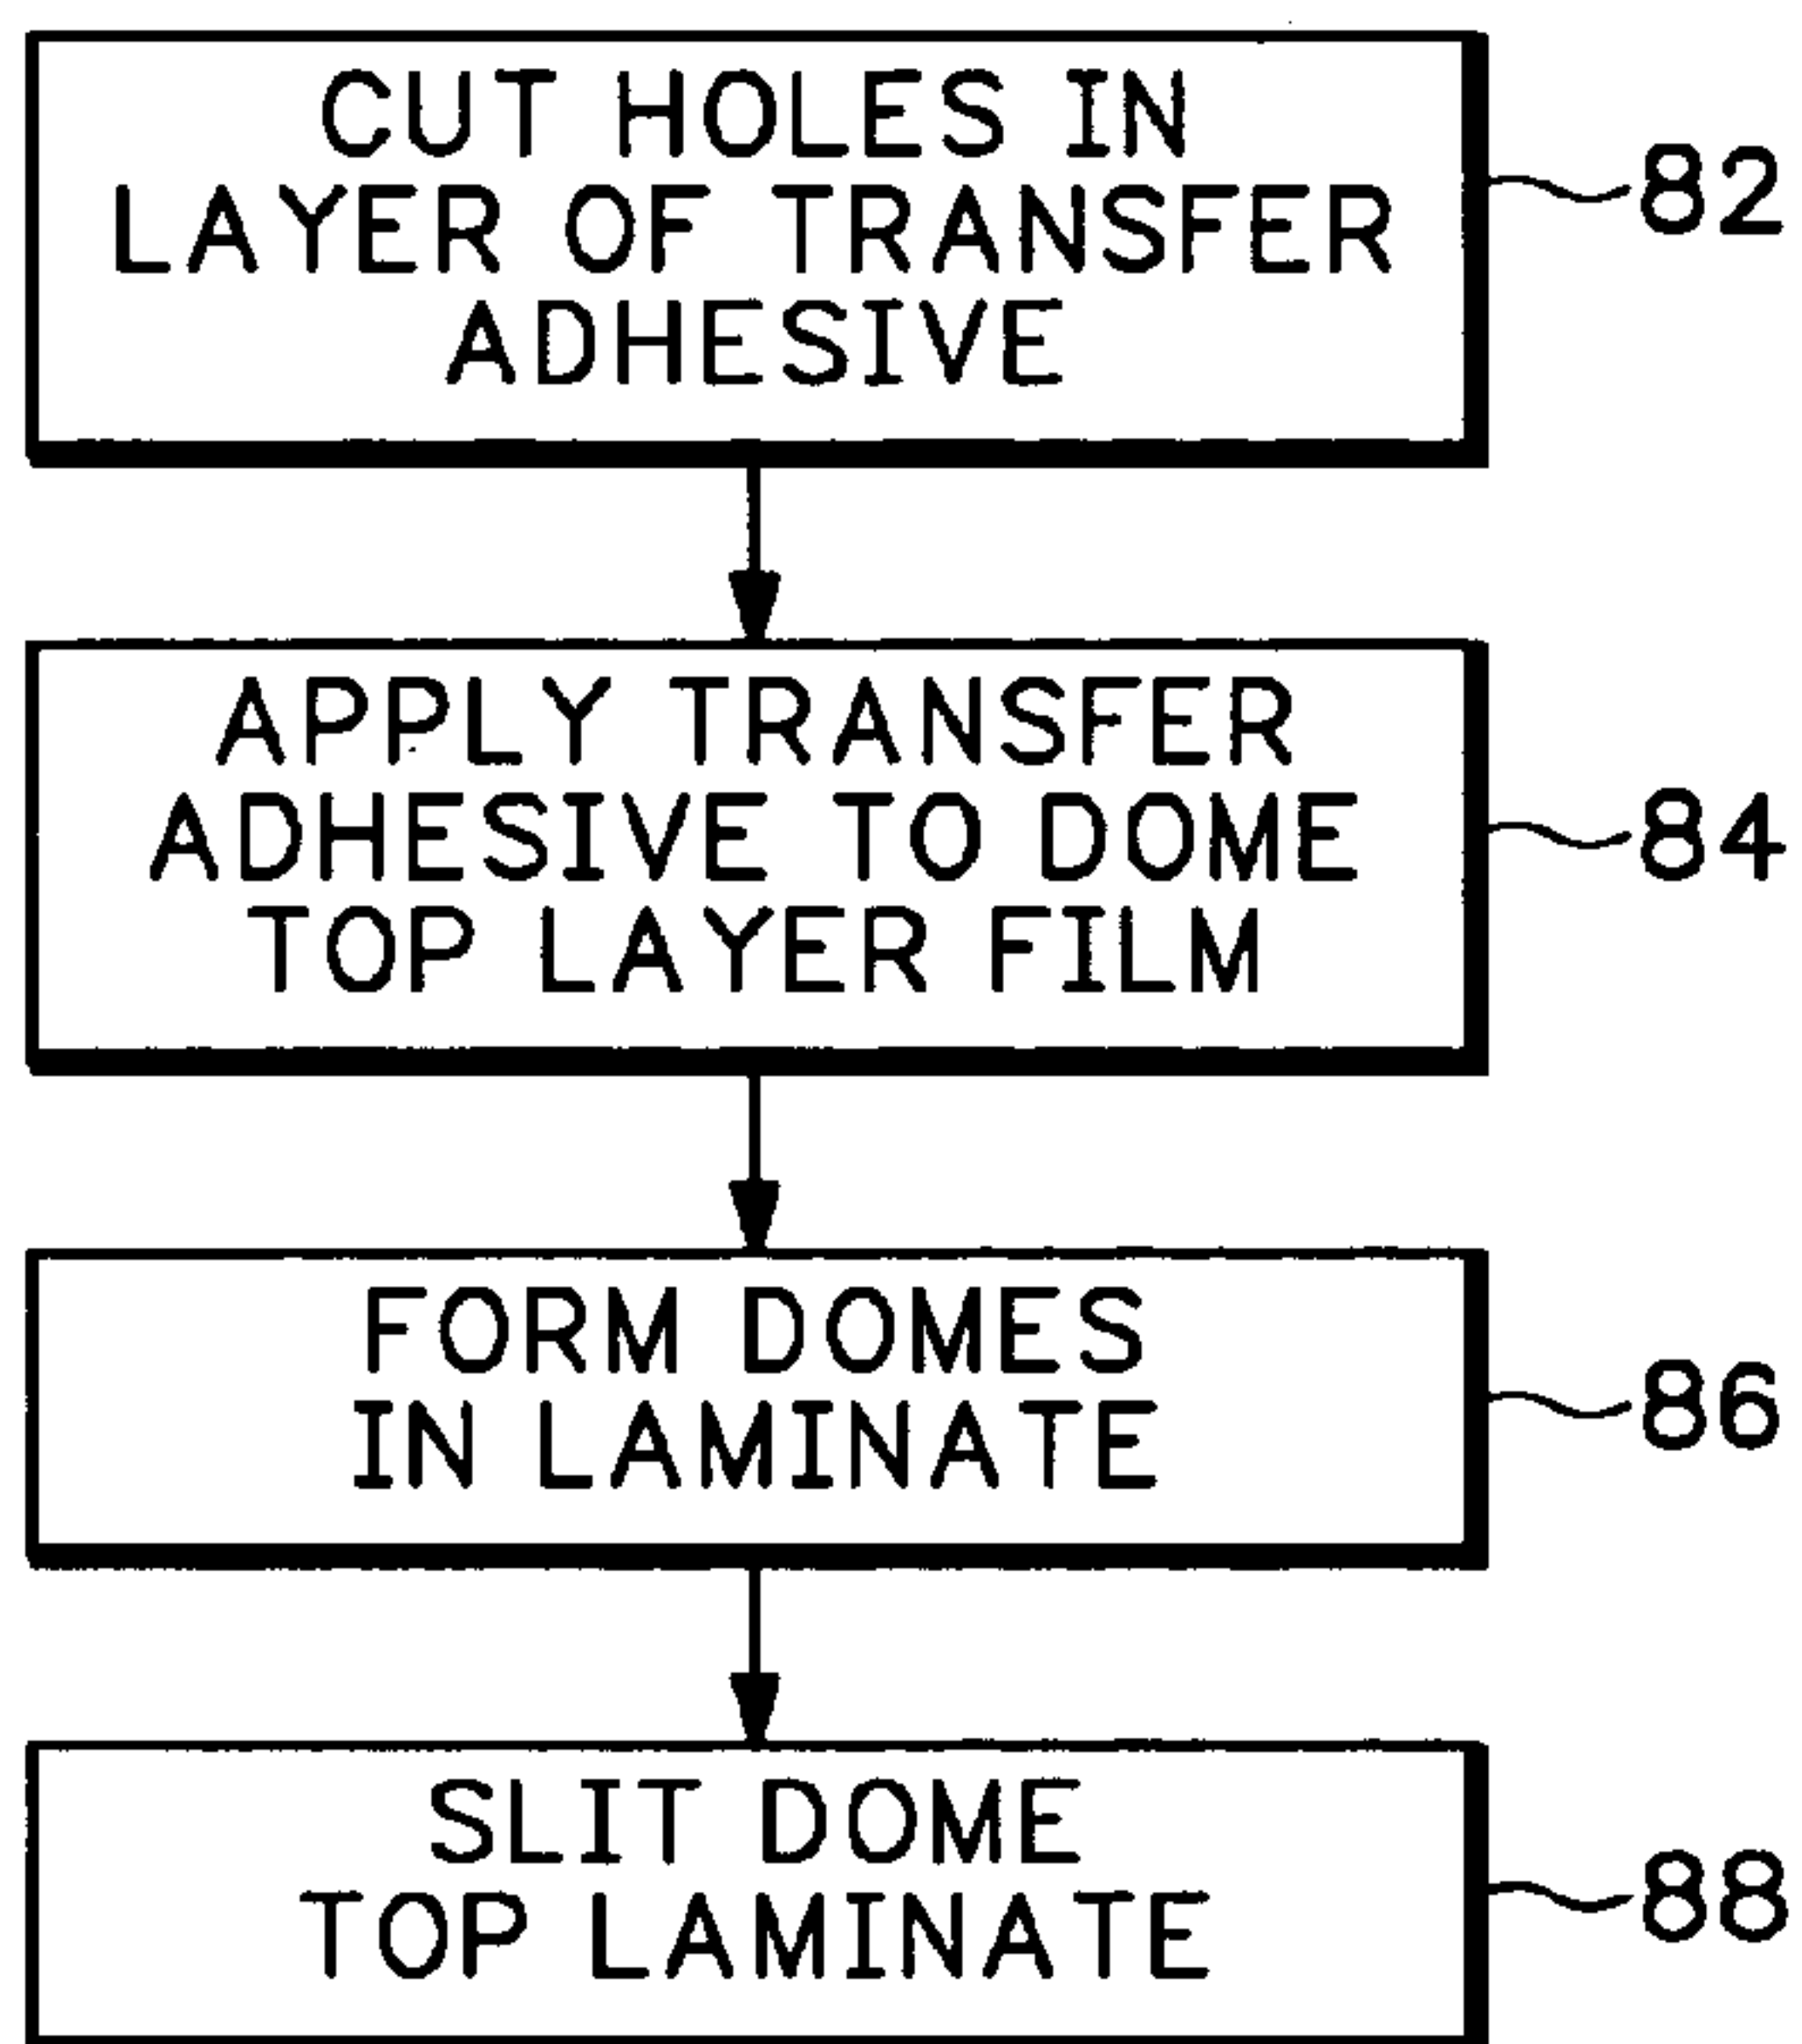 CUT HOLES IN
LAYER OF TRANSFER
ADHESIVE
82
APPLY TRANSFER
ADHESIVE TO DOME
TOP LAYER FILM
84
FORM DOMES
IN LAMINATE
86
SLIT DOME
TOP LAMINATE
88